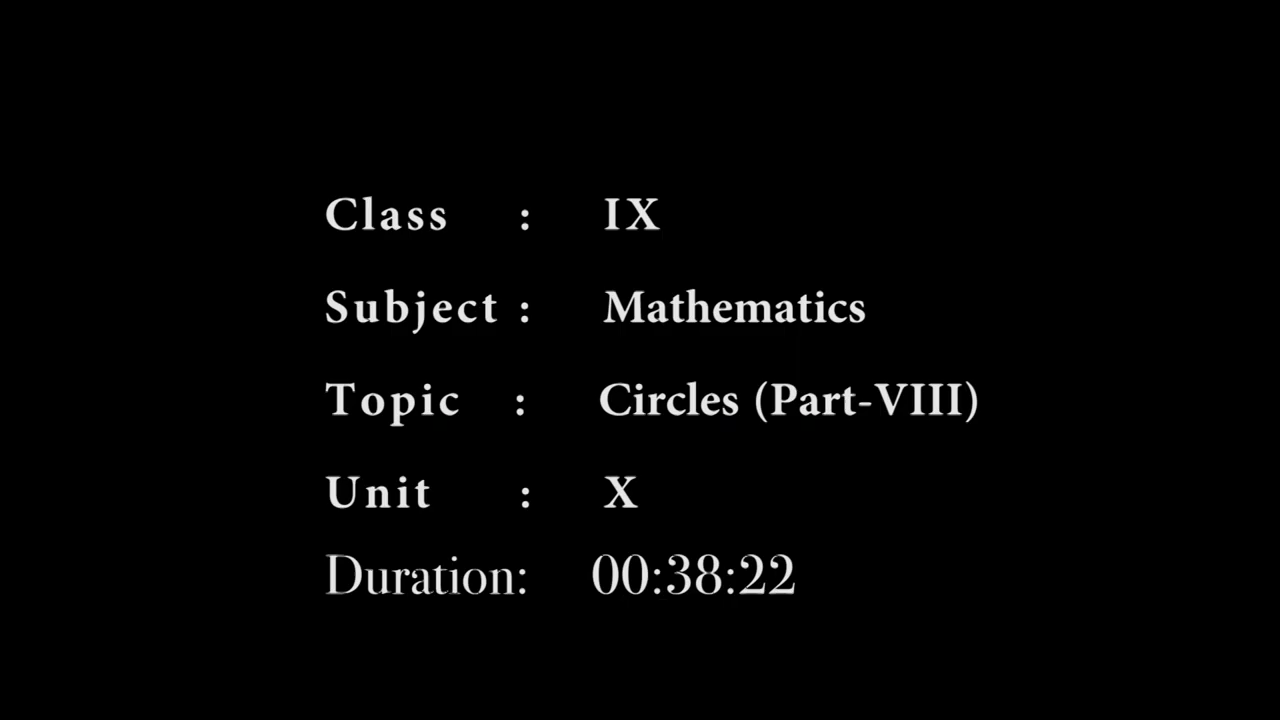 Class : IX
Subject : Mathematics
Topic : Circles (Part-VIII)
Unit : X
Duration: 00:38:22